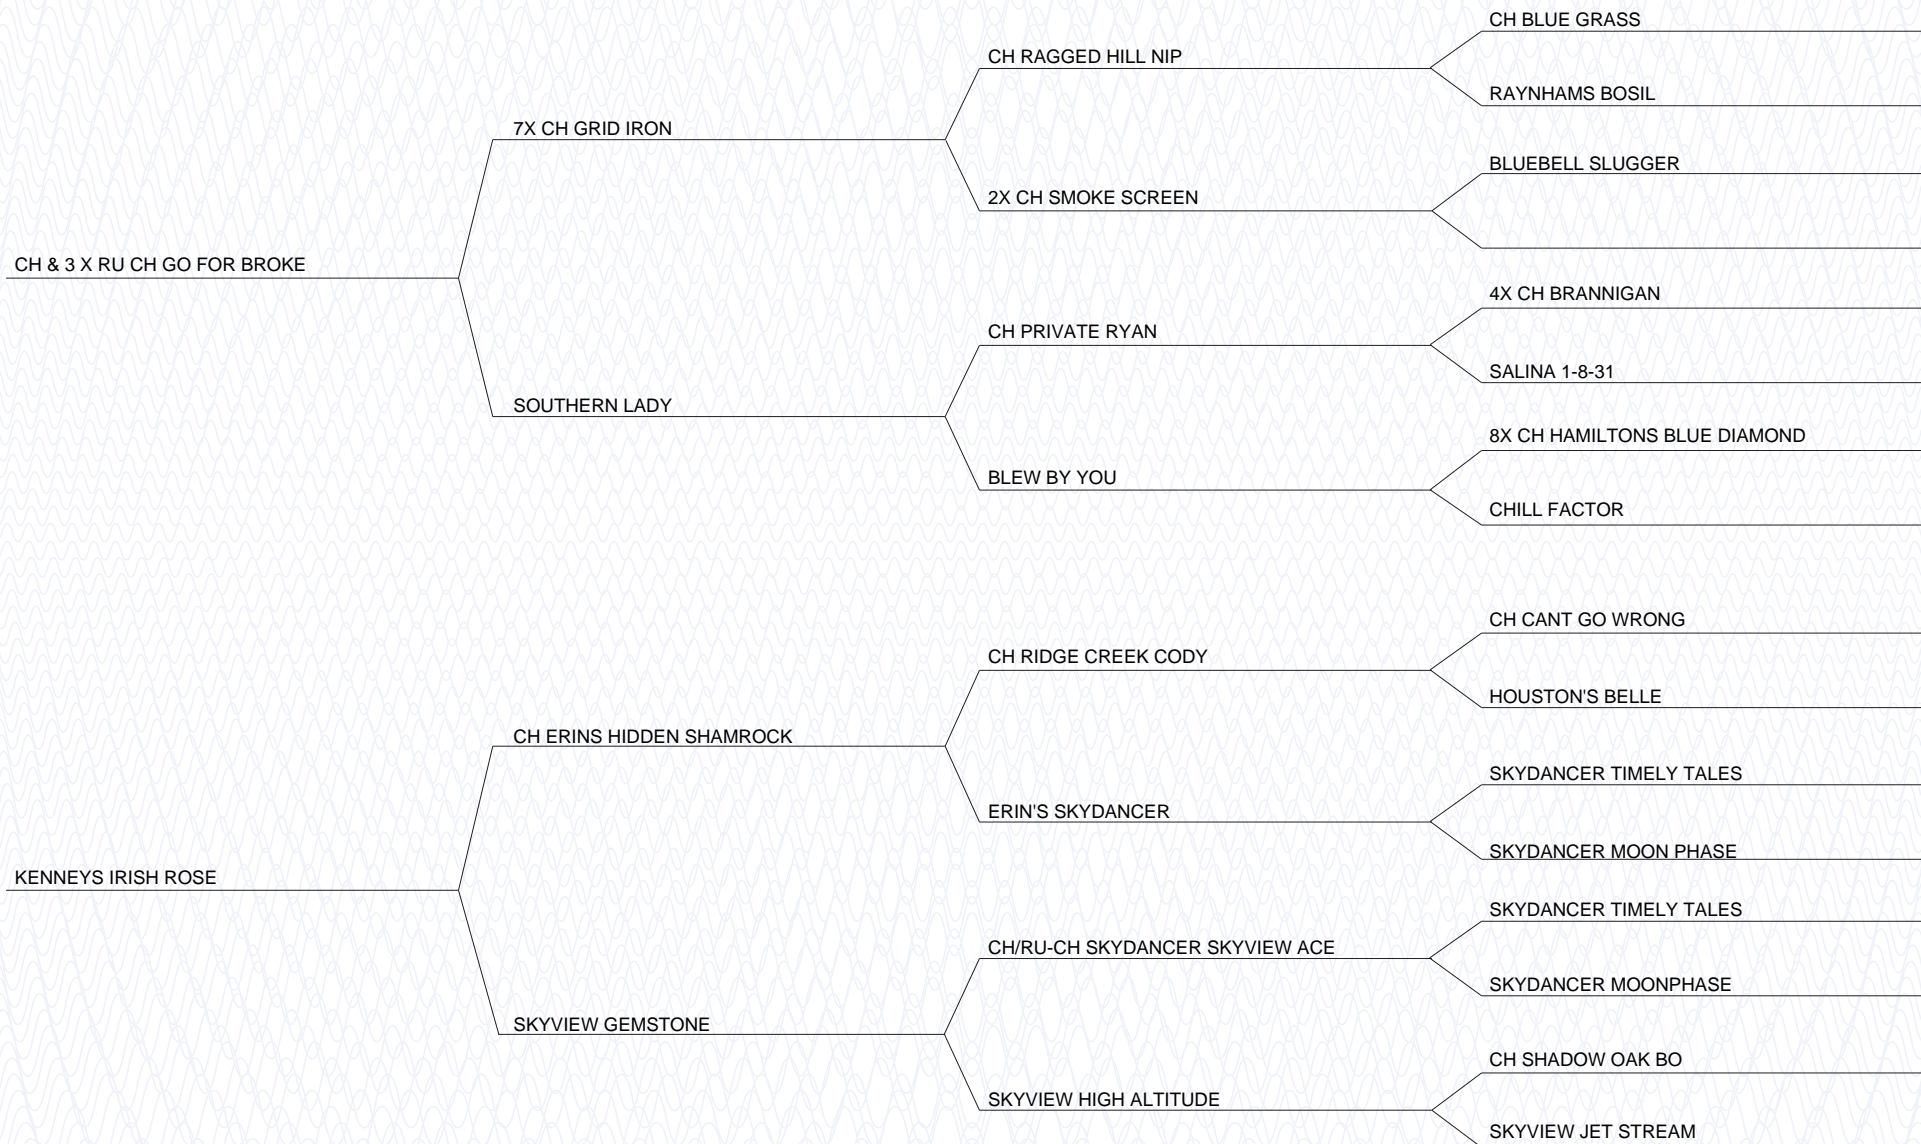 CH BLUE GRASS
CH RAGGED HILL NIP
RAYNHAMS BOSIL
7X CH GRID IRON
BLUEBELL SLUGGER
2X CH SMOKE SCREEN
CH & 3 X RU CH GO FOR BROKE
4X CH BRANNIGAN
CH PRIVATE RYAN
SALINA 1-8-31
SOUTHERN LADY
8X CH HAMILTONS BLUE DIAMOND
BLEW BY YOU
CHILL FACTOR
CH CANT GO WRONG
CH RIDGE CREEK CODY
HOUSTON'S BELLE
CH ERINS HIDDEN SHAMROCK
SKYDANCER TIMELY TALES
ERIN'S SKYDANCER
SKYDANCER MOON PHASE
KENNEYS IRISH ROSE
SKYDANCER TIMELY TALES
CH/RU-CH SKYDANCER SKYVIEW ACE
SKYDANCER MOONPHASE
SKYVIEW GEMSTONE
CH SHADOW OAK BO
SKYVIEW HIGH ALTITUDE
SKYVIEW JET STREAM